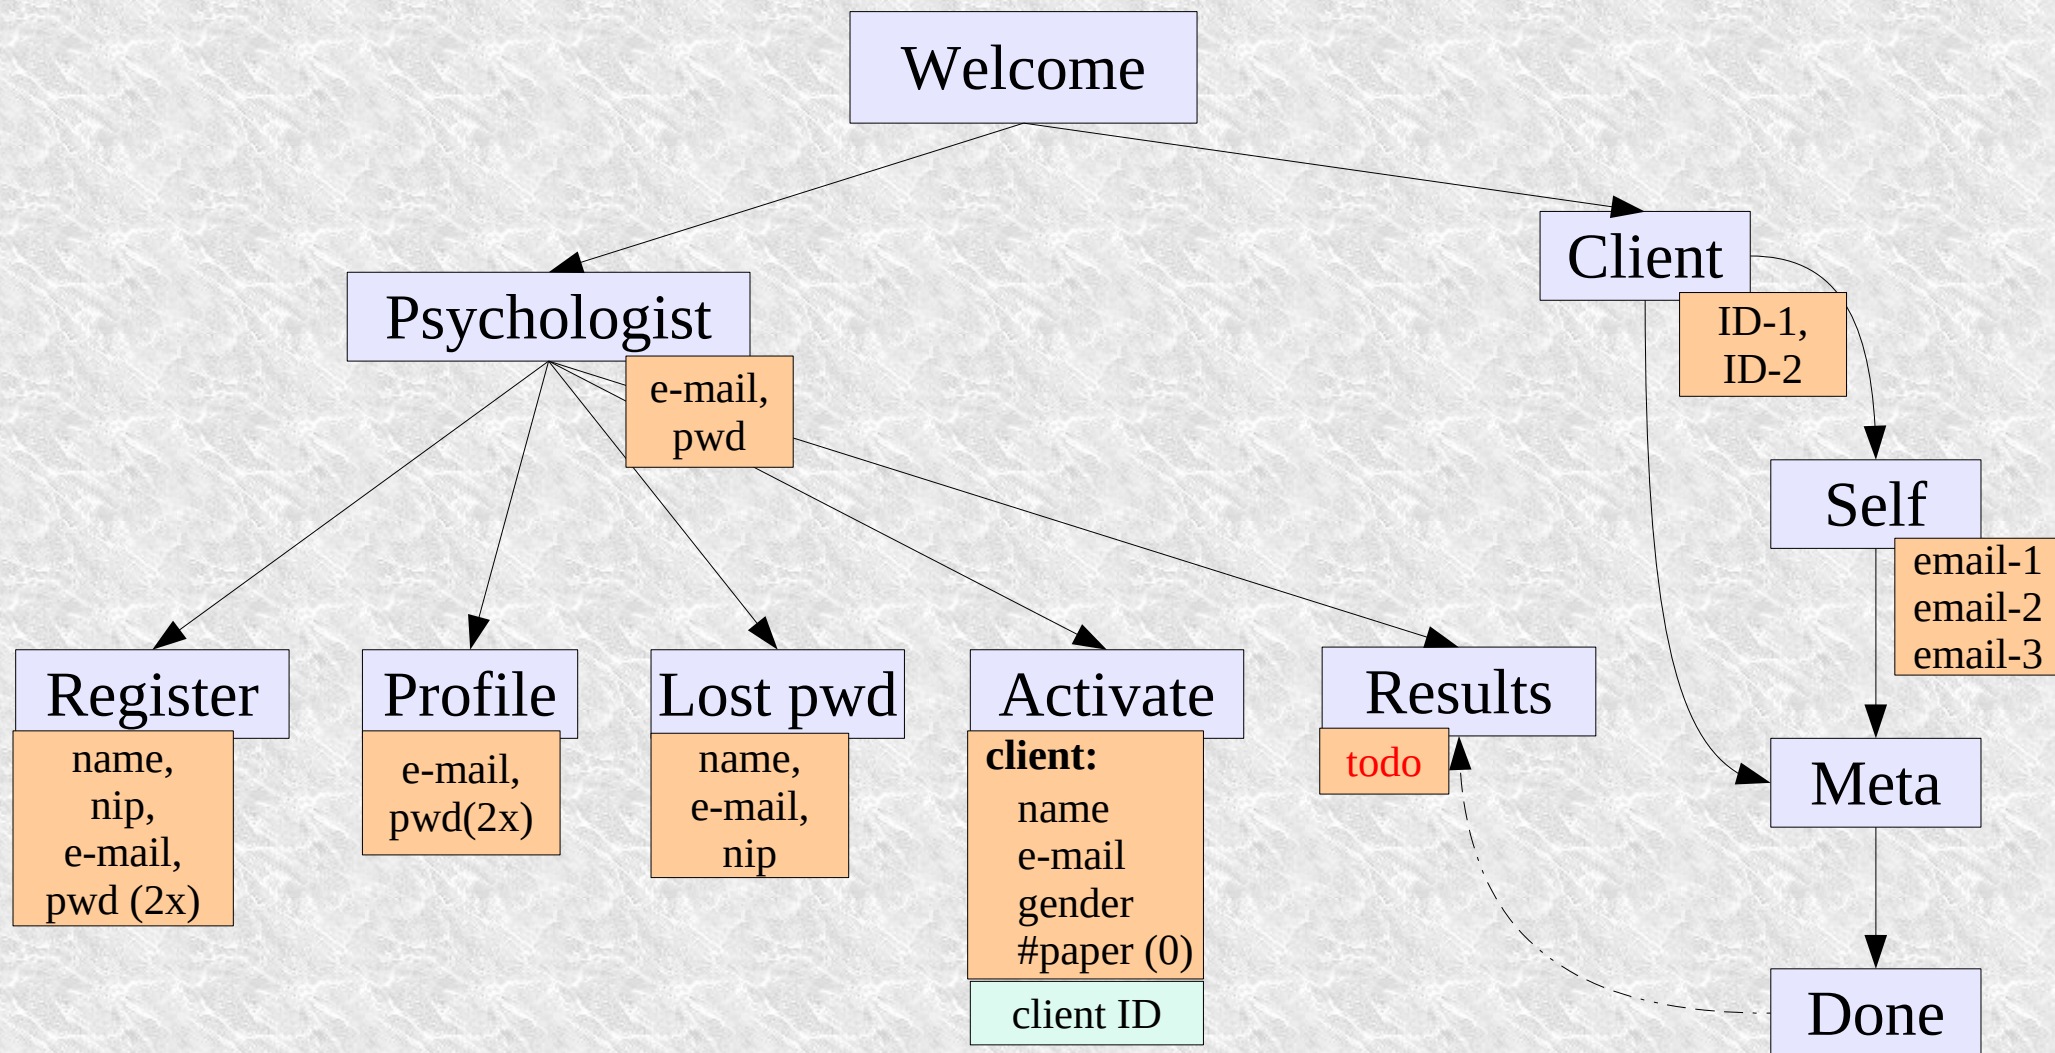 Welcome
Psychologist
e-mail,
pwd
Client
ID-1,
ID-2
Self
email-1
email-2
email-3
Register
name,
nip,
e-mail,
pwd (2x)
Profile
e-mail,
pwd(2x)
Lost pwd
name,
e-mail,
nip
Activate
client:
name
e-mail
gender
#paper (0)
client ID
Results
todo
Meta
Done